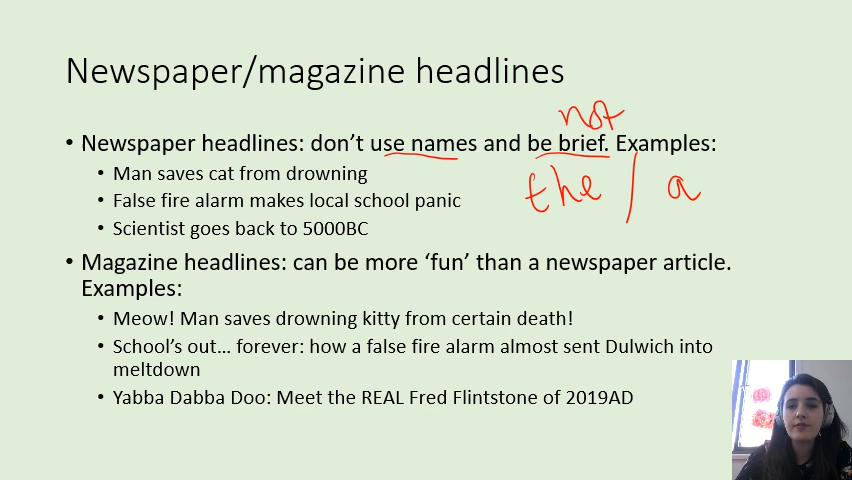 Newspaper/magazine headlines
not
• Newspaper headlines: don't use names and be brief. Examples:
• Man saves cat from drowning
the / a
• False fire alarm makes local school panic
• Scientist goes back to 5000BC
• Magazine headlines: can be more 'fun' than a newspaper article.
Examples:
• Meow! Man saves drowning kitty from certain death!
• School's out… forever: how a false fire alarm almost sent Dulwich into
meltdown
• Yabba Dabba Doo: Meet the REAL Fred Flintstone of 2019AD